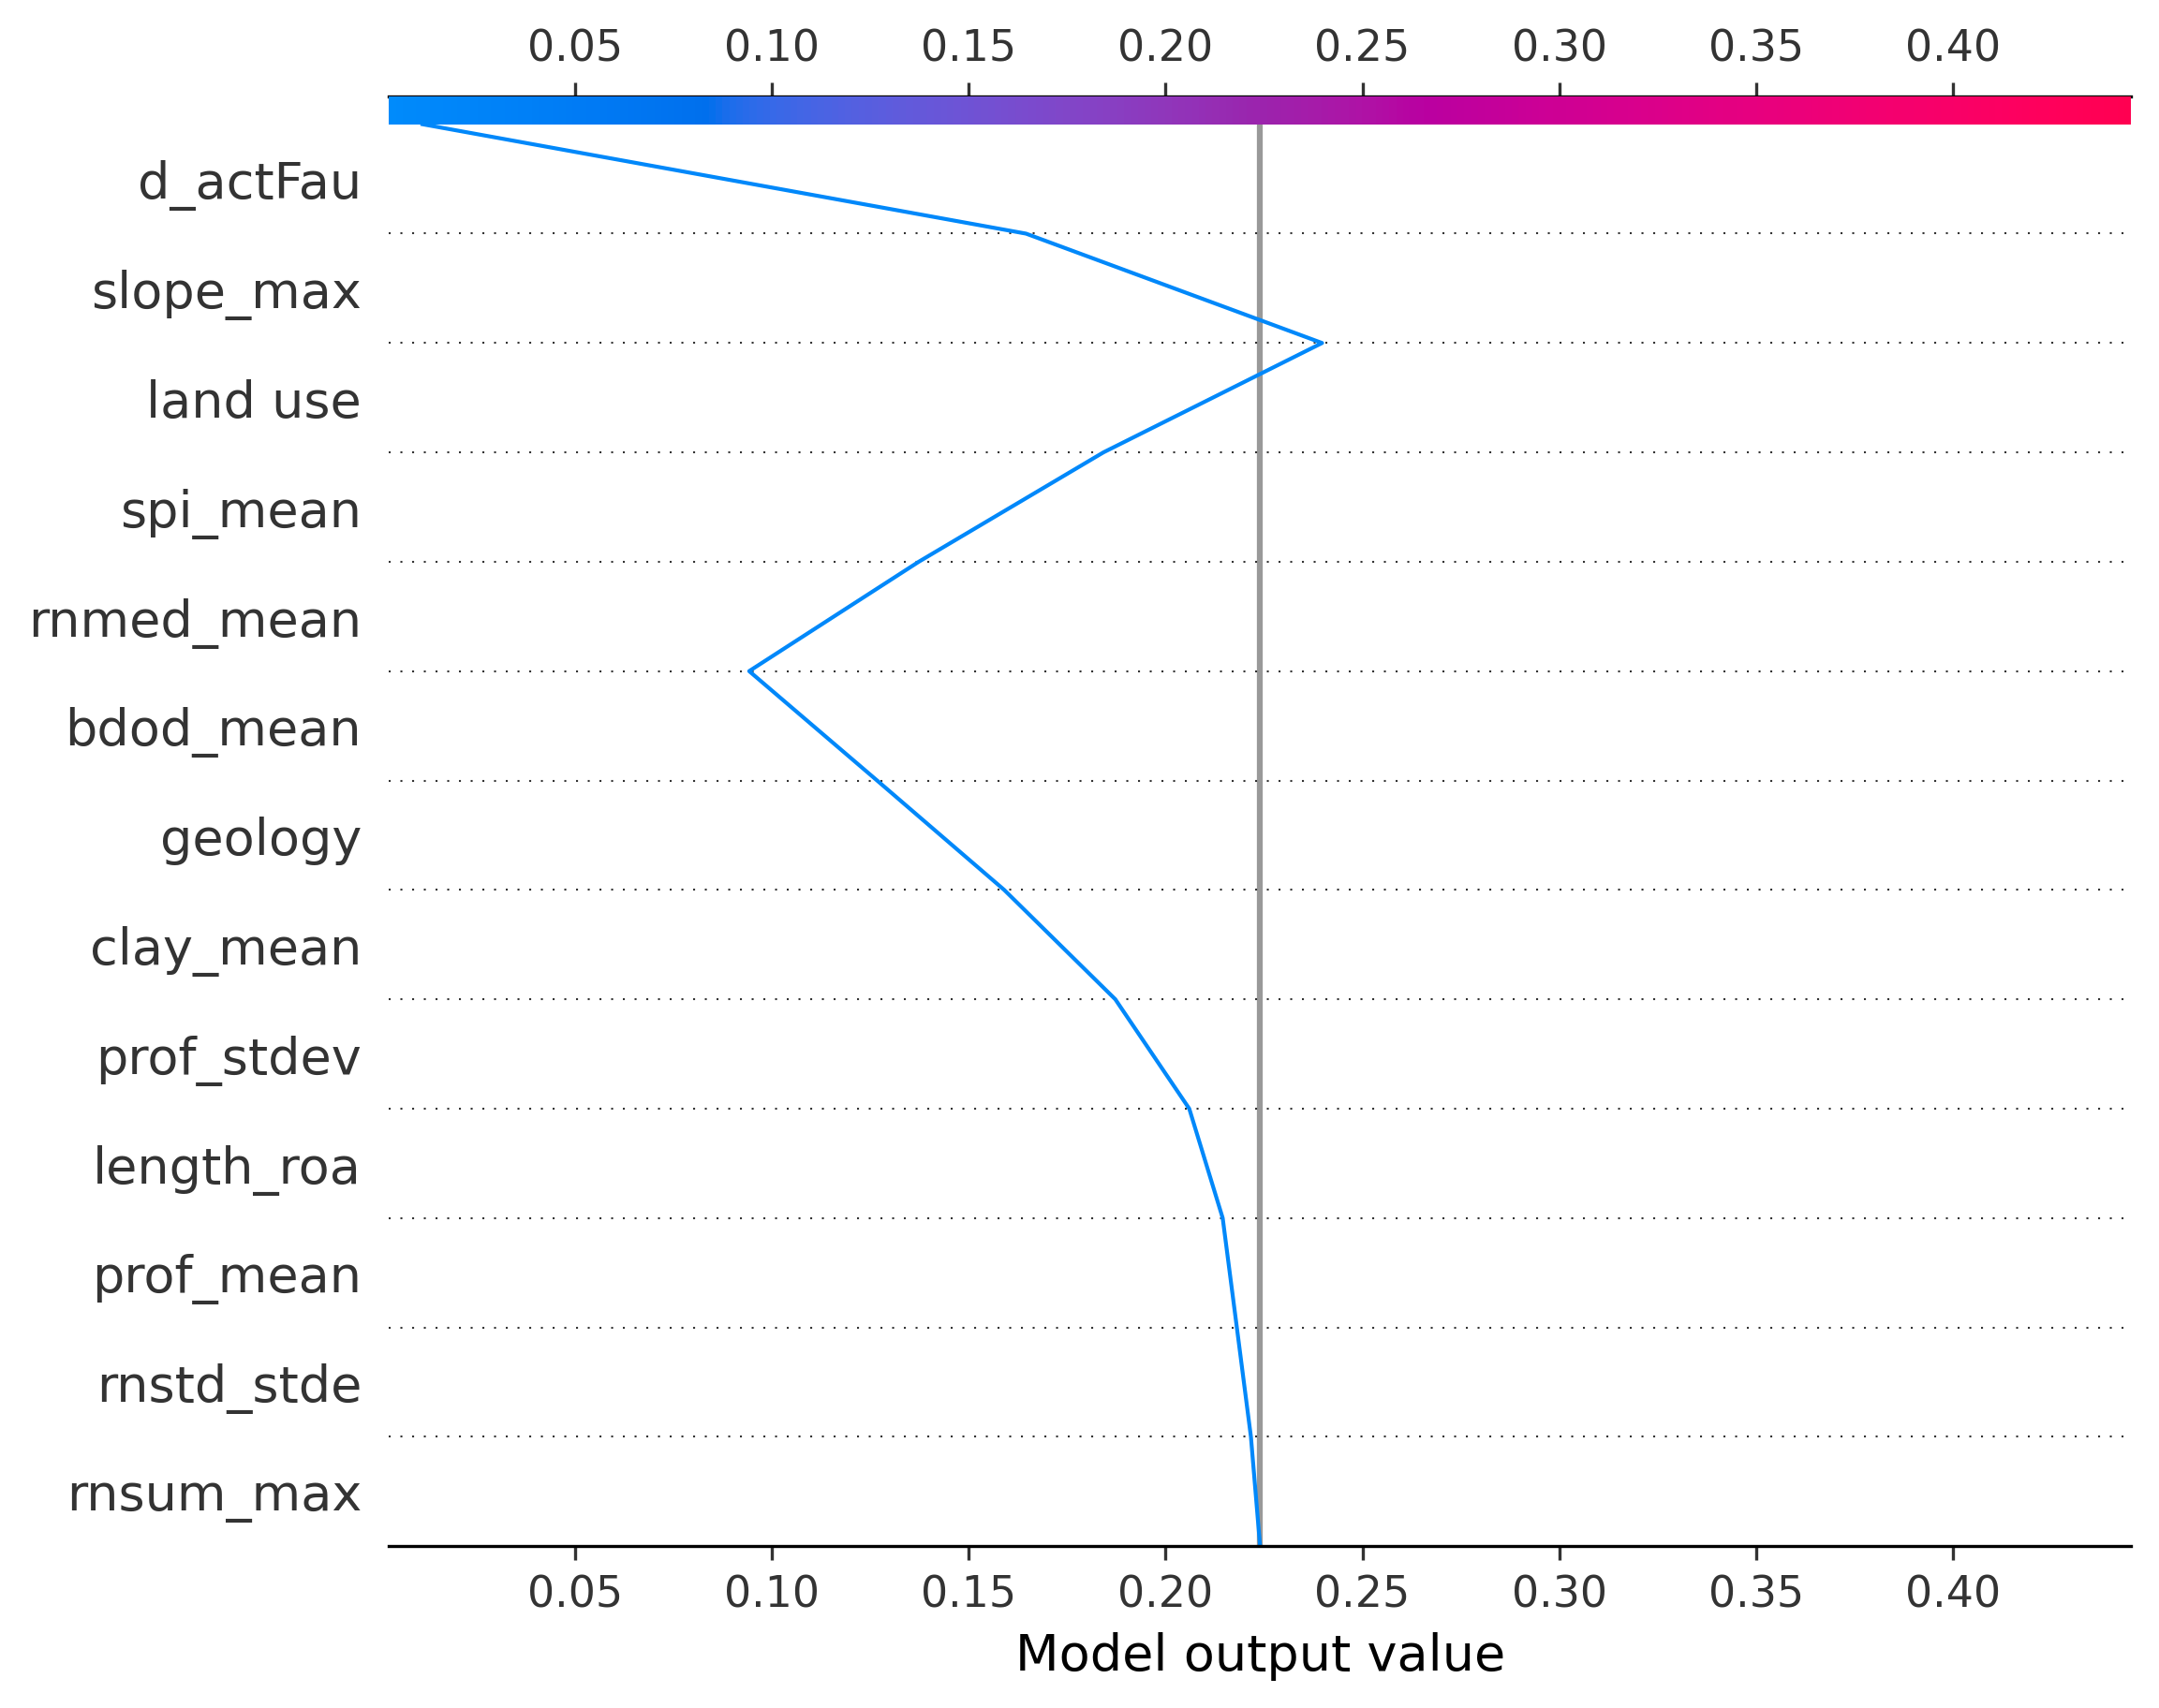 0.05 0.10 0.15 0.20 0.25 0.30 0.35 0.40
d_actFau
slope_max
land use
spi_mean
rnmed_mean
bdod_mean
geology
clay_mean
prof_stdev
length_roa
prof_mean
rnstd_stde
rnsum_max
0.05 0.10 0.15 0.20 0.25 0.30 0.35 0.40
Model output value